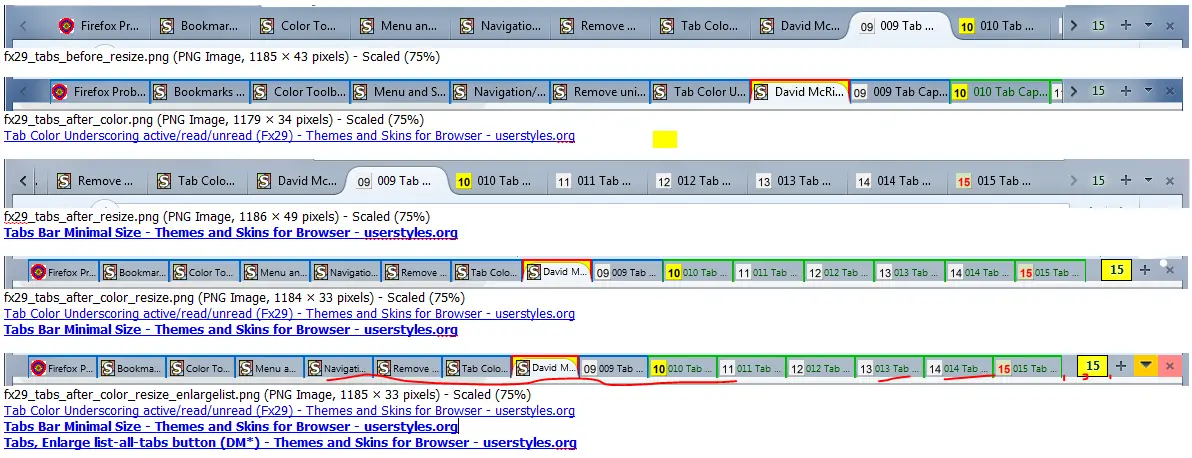 Firefox Pr... Bookmar... Color To... Menu an... Navigatio... Remove ... Tab Colo... David Mc... 09 009 Tab ... 10 010 Tab ... 15
fx29_tabs_before_resize.png (PNG Image, 1185 × 43 pixels) - Scaled (75%)
Firefox Prob... Bookmarks ... Color Toolb... Menu and S... Navigation/... Remove uni... Tab Color U... David McRi... 09 009 Tab Cap... 10 010 Tab Cap... 11 15
fx29_tabs_after_color.png (PNG Image, 1179 × 34 pixels) - Scaled (75%)
Tab Color Underscoring active/read/unread (Fx29) - Themes and Skins for Browser - userstyles.org
. Remove ... Tab Colo... David Mc... 09 009 Tab ... 10 010 Tab ... 11 011 Tab ... 12 012 Tab ... 13 013 Tab ... 14 014 Tab ... 15 015 Tab ... 15
fx29_tabs_after_resize.png (PNG Image, 1186 × 49 pixels) - Scaled (75%)
Tabs Bar Minimal Size - Themes and Skins for Browser - userstyles.org
Firefox Pr... Bookmar... Color To... Menu an... Navigatio... Remove ... Tab Colo... David M... 09 009 Tab ... 10 010 Tab ... 11 011 Tab ... 12 012 Tab ... 13 013 Tab ... 14 014 Tab ... 15 015 Tab ... 15
fx29_tabs_after_color_resize.png (PNG Image, 1184 × 33 pixels) - Scaled (75%)
Tab Color Underscoring active/read/unread (Fx29) - Themes and Skins for Browser - userstyles.org
Tabs Bar Minimal Size - Themes and Skins for Browser - userstyles.org
Firefox Pr... Bookma... Color To... Menu a... Navigati... Remove ... Tab Colo... David M... 09 009 Tab ... 10 010 Tab ... 11 011 Tab ... 12 012 Tab ... 13 013 Tab ... 14 014 Tab ... 15 015 Tab ... 15
fx29_tabs_after_color_resize_enlargelist.png (PNG Image, 1185 × 33 pixels) - Scaled (75%)
Tab Color Underscoring active/read/unread (Fx29) - Themes and Skins for Browser - userstyles.org
Tabs Bar Minimal Size - Themes and Skins for Browser - userstyles.org
Tabs, Enlarge list-all-tabs button (DM*) - Themes and Skins for Browser - userstyles.org